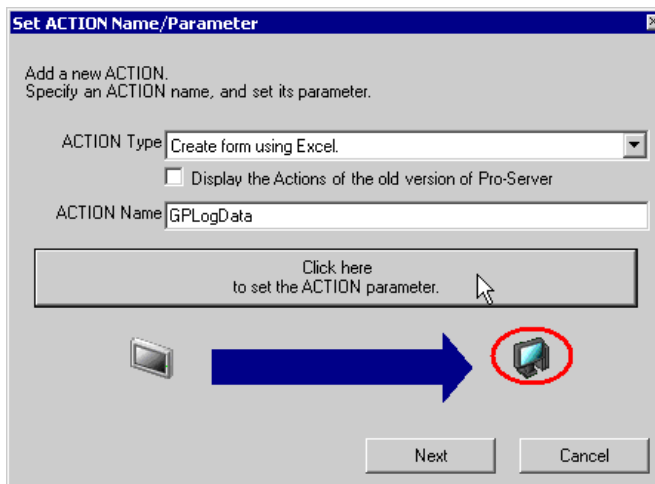 Set ACTION Name/Parameter
Add a new ACTION.
Specify an ACTION name, and set its parameter.
ACTION Type Create form using Excel.
Display the Actions of the old version of Pro-Server
ACTION Name GPLogData
Click here
to set the ACTION parameter.
Next Cancel